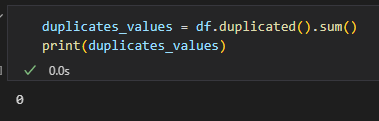 duplicates_values = df.duplicated().sum()
print(duplicates_values)
0.0s
0